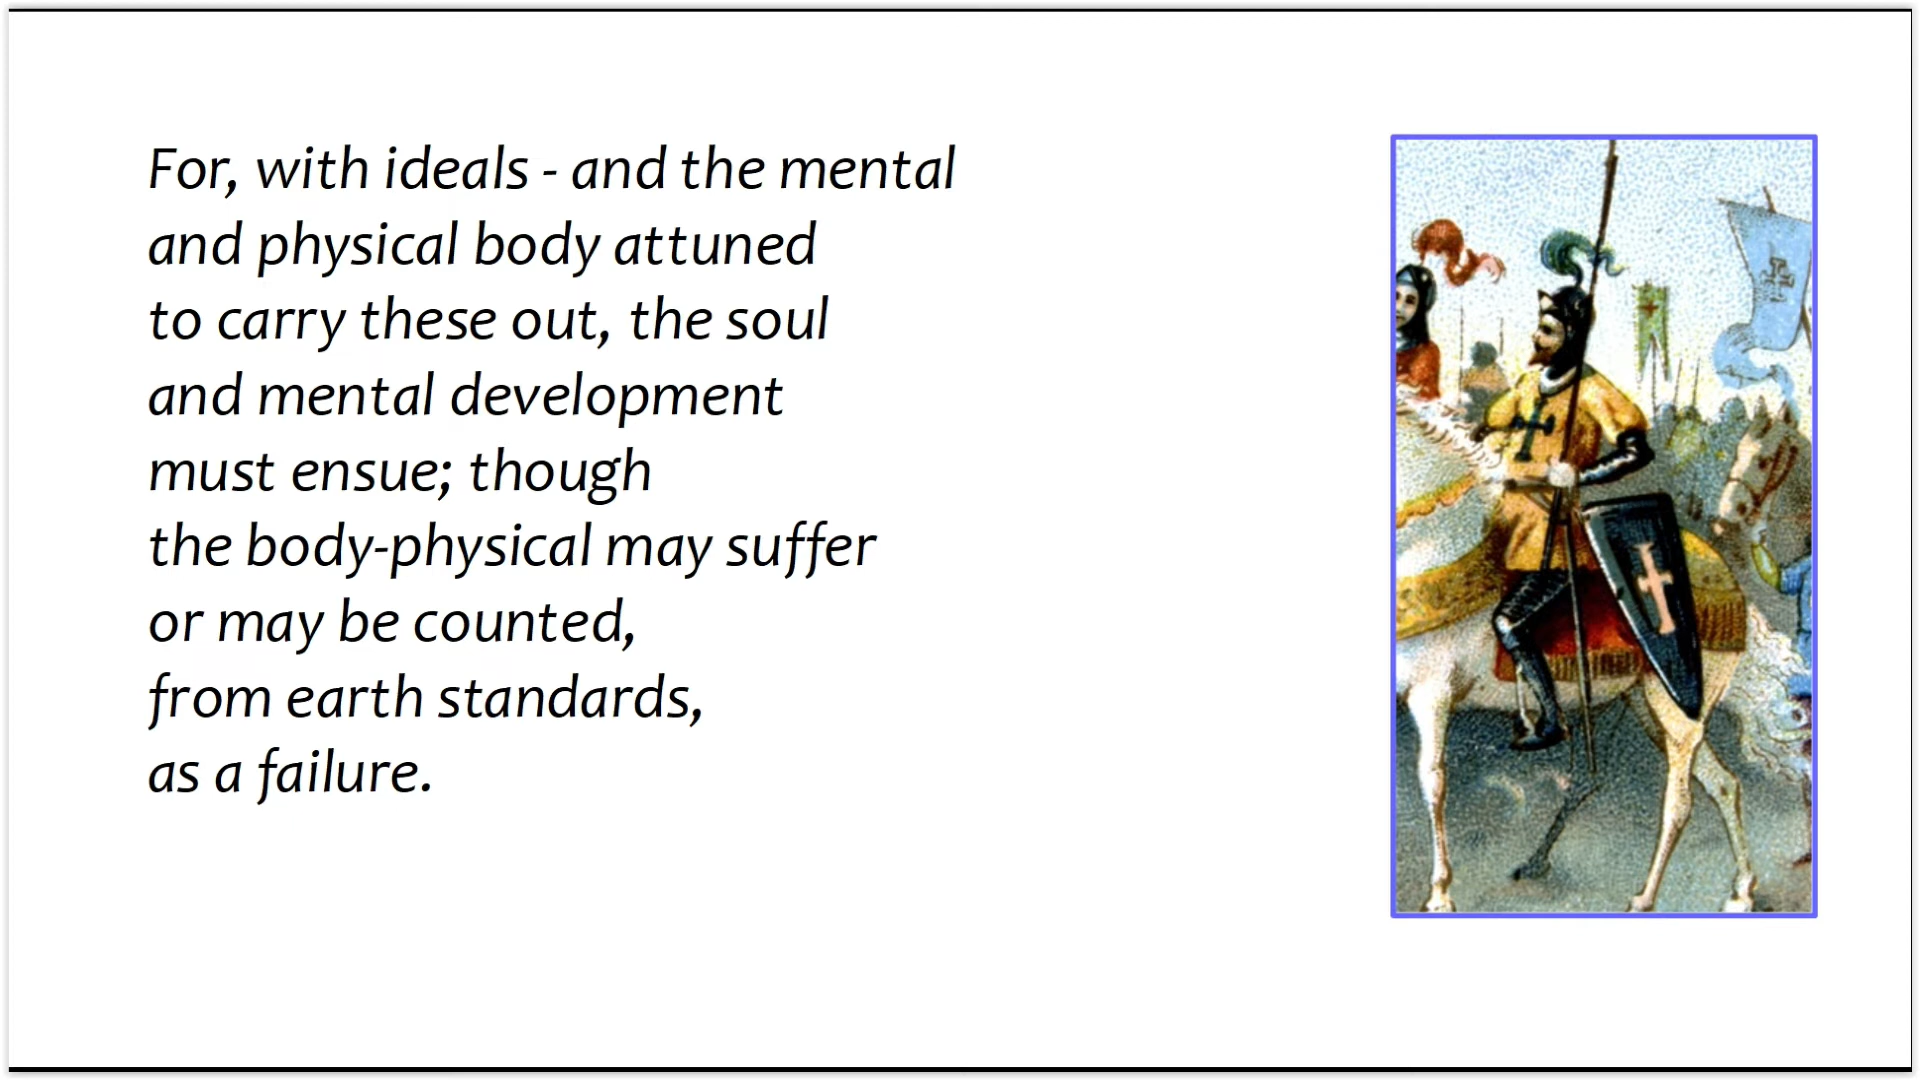 For, with ideals - and the mental
and physical body attuned
to carry these out, the soul
and mental development
must ensue; though
the body-physical may suffer
or may be counted,
from earth standards,
as a failure.